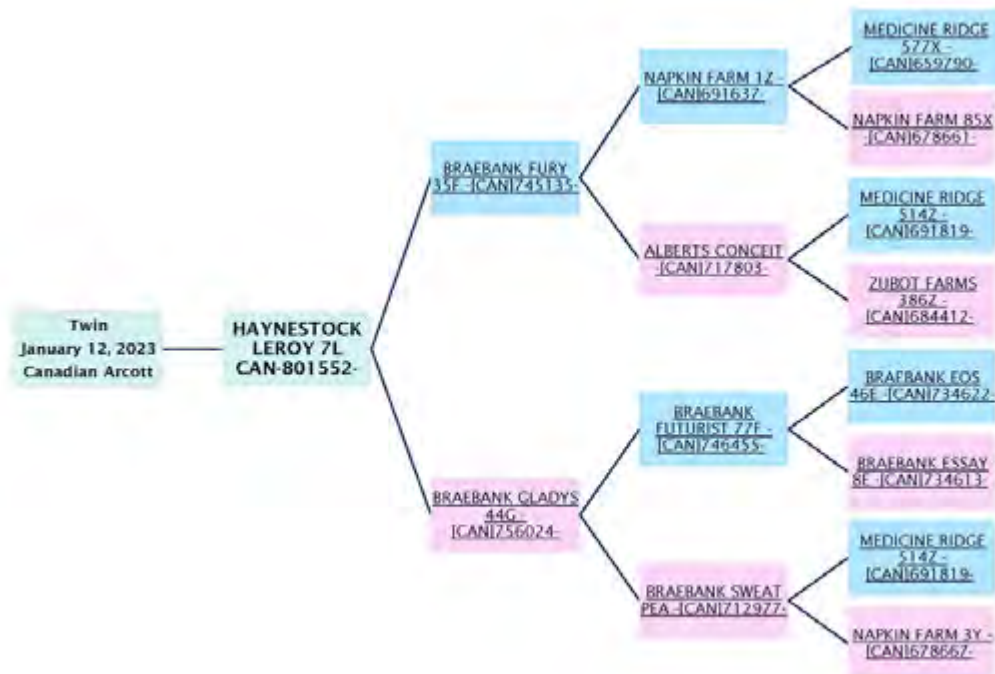 Twin
January 12, 2023
Canadian Arcott
HAYNESTOCK
LEROY 7L
CAN-801552-
BRAEBANK FURY
35F -[CAN]745135-
BRAEBANK GLADYS
44G -
[CAN]756024-
NAPKIN FARM 1Z -
[CAN]691637-
ALBERTS CONCEIT
-[CAN]717803-
BRAEBANK
FUTURIST 77F -
[CAN]746455-
BRAEBANK SWEAT
PEA -[CAN]712977-
MEDICINE RIDGE
577X -
[CAN]659790-
NAPKIN FARM 85X
-[CAN]678661-
MEDICINE RIDGE
514Z -
[CAN]691819-
ZUBOT FARMS
386Z -
[CAN]684412-
BRAEBANK EOS
46E -[CAN]734622-
BRAEBANK ESSAY
8E -[CAN]734613-
MEDICINE RIDGE
514Z -
[CAN]691819-
NAPKIN FARM 3Y -
[CAN]678667-